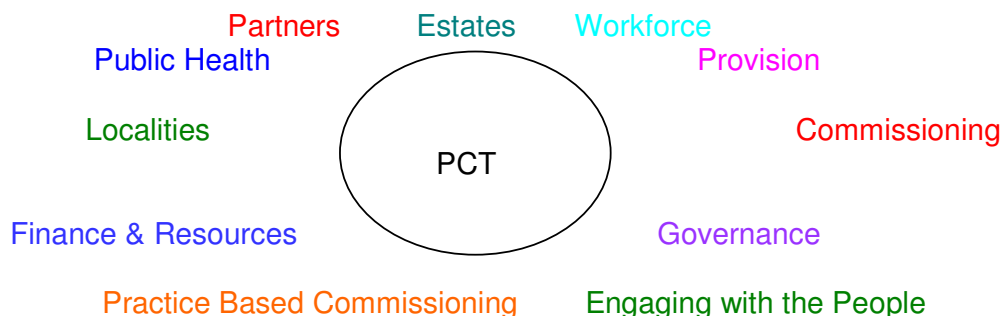 Partners Estates Workforce
Public Health Provision
Localities Commissioning
PCT
Finance & Resources Governance
Practice Based Commissioning Engaging with the People